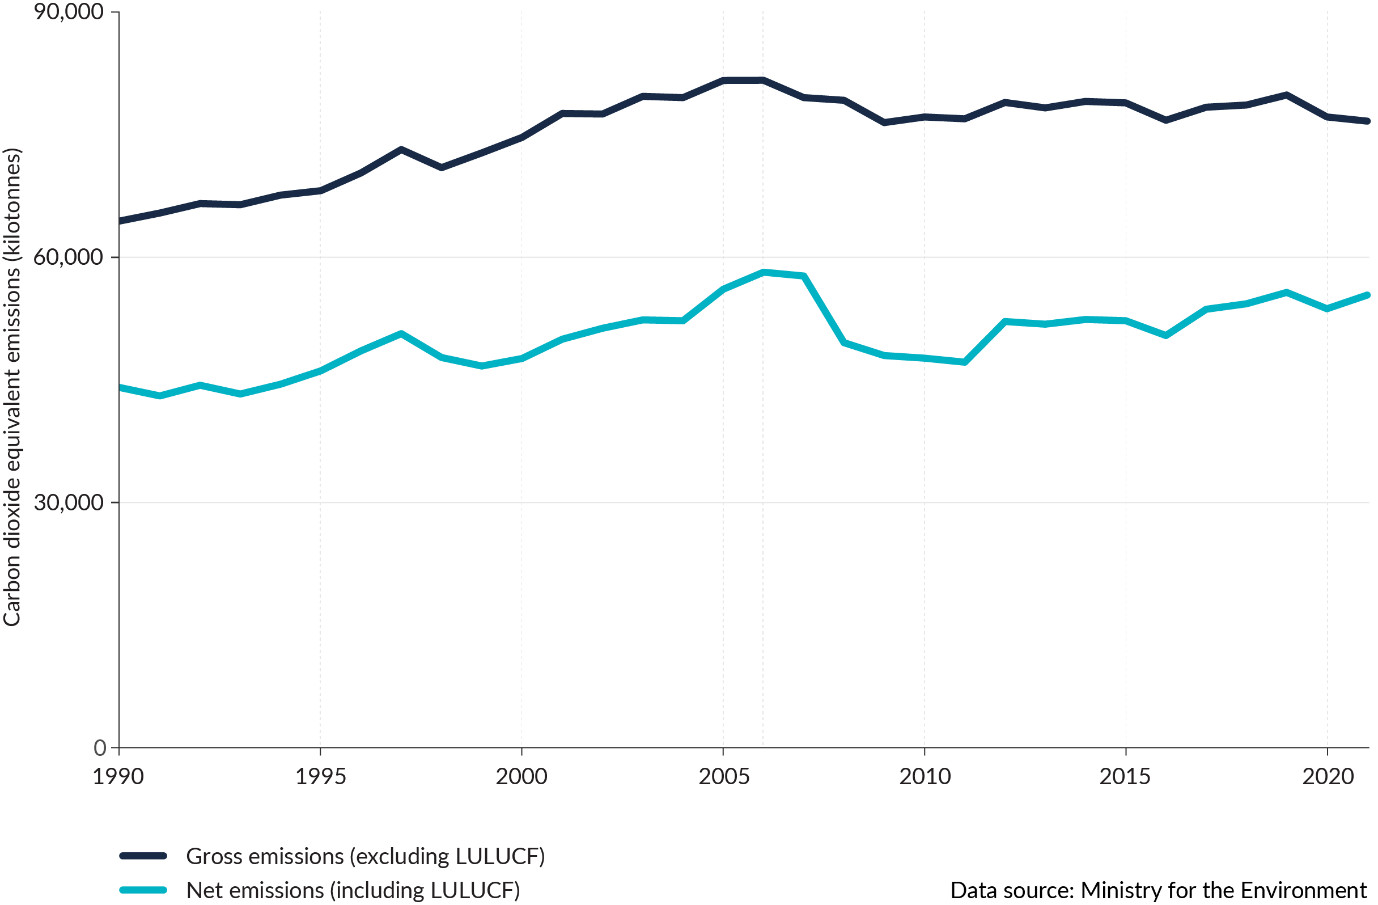 90,000
60,000
30,000
0
Carbon dioxide equivalent emissions (kilotonnes)
1990 1995 2000 2005 2010 2015 2020
Gross emissions (excluding LULUCF)
Net emissions (including LULUCF)
Data source: Ministry for the Environment